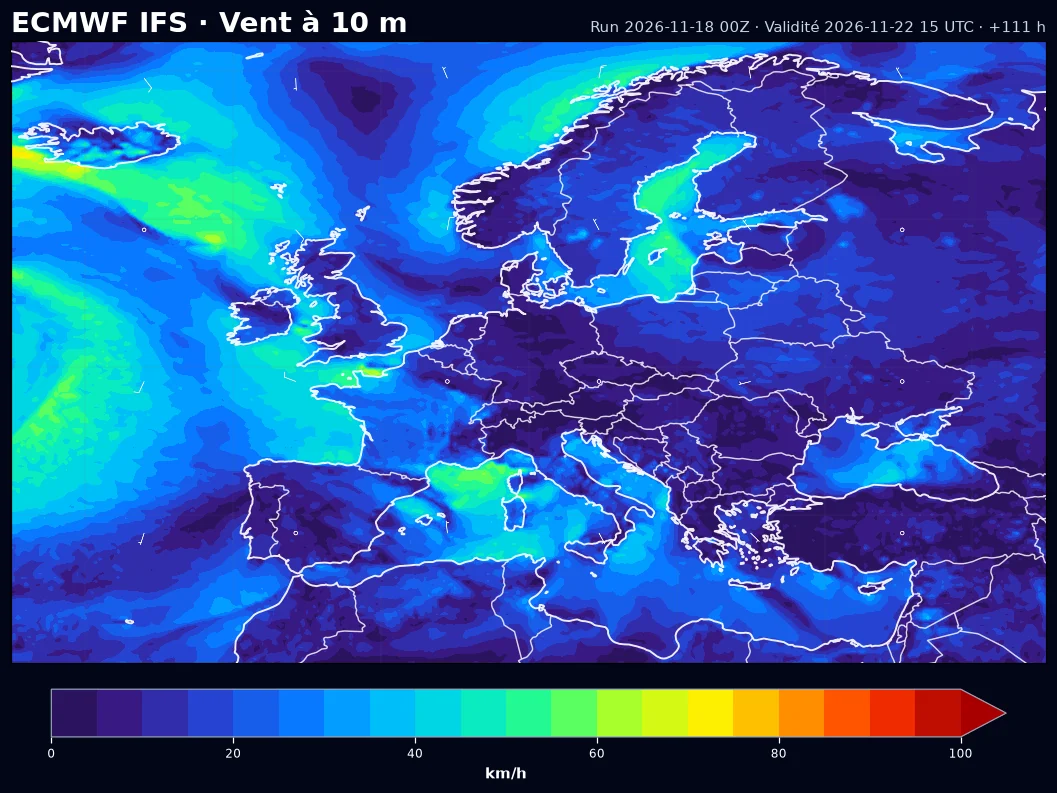 ECMWF IFS · Vent à 10 m
Run 2026-11-18 00Z · Validité 2026-11-22 15 UTC · +111 h
0 20 40 60 80 100
km/h